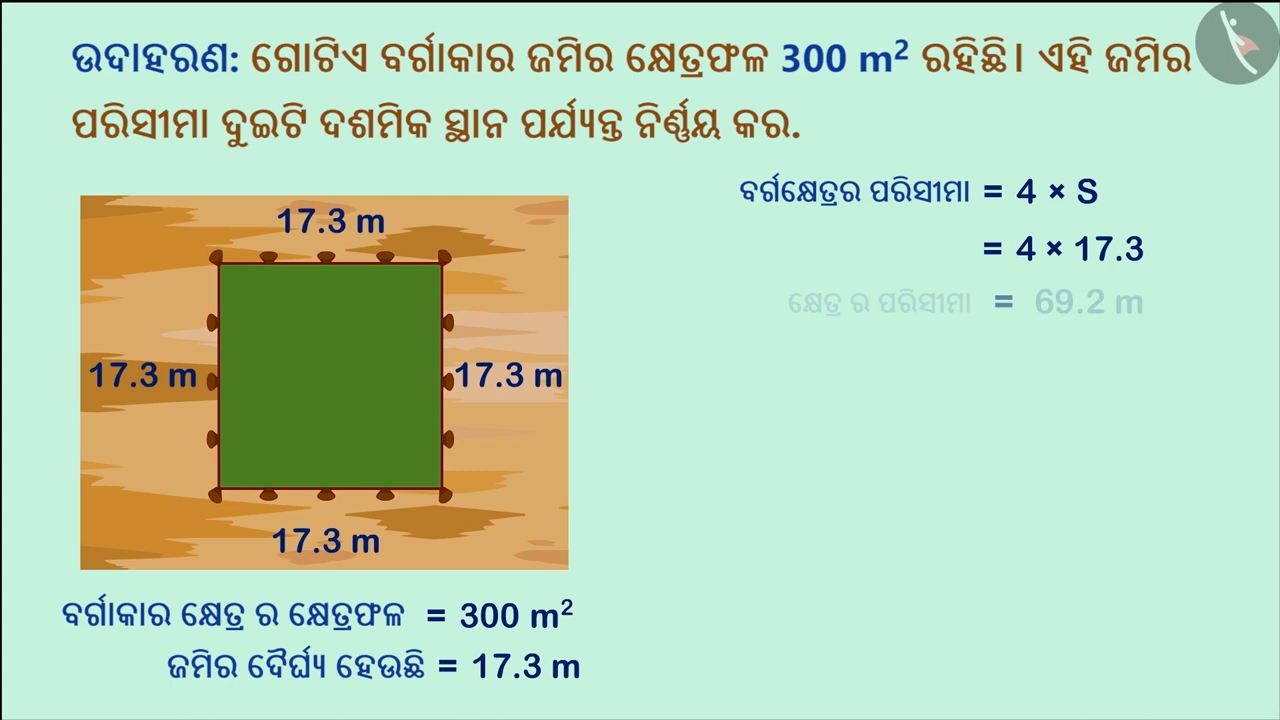 ଉଦାହରଣ: ଗୋଟିଏ ବର୍ଗାକାର ଜମିର କ୍ଷେତ୍ରଫଳ 300 m² ରହିଛି। ଏହି ଜମିର
ପରିସୀମା ଦୁଇଟି ଦଶମିକ ସ୍ଥାନ ପର୍ଯ୍ୟନ୍ତ ନିର୍ଣ୍ଣୟ କର.
ବର୍ଗକ୍ଷେତ୍ରର ପରିସୀମା = 4 × S
= 4 × 17.3
କ୍ଷେତ୍ର ର ପରିସୀମା = 69.2 m
17.3 m
17.3 m
17.3 m
17.3 m
ବର୍ଗାକାର କ୍ଷେତ୍ର ର କ୍ଷେତ୍ରଫଳ = 300 m²
ଜମିର ଦୈର୍ଘ୍ୟ ହେଉଛି = 17.3 m